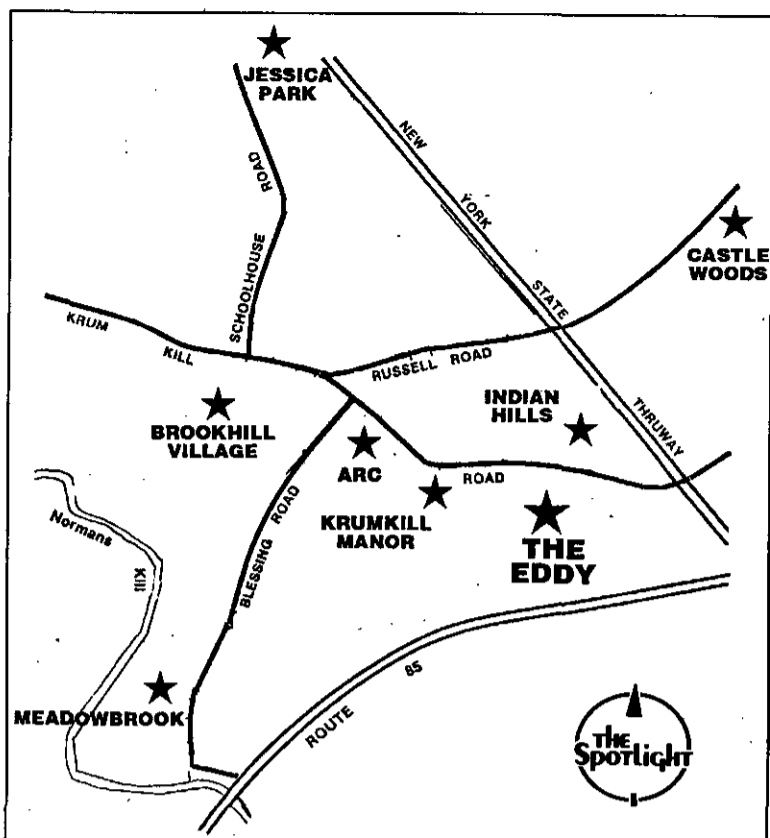 JESSICA
PARK
NEW
YORK
STATE
THRUWAY
ROAD
SCHOOLHOUSE
CASTLE
WOODS
KRUM
KILL
RUSSELL ROAD
INDIAN
HILLS
BROOKHILL
VILLAGE
ARC
ROAD
KRUMKILL
MANOR
THE
EDDY
BLESSING ROAD
Normans
Kill
MEADOWBROOK
ROUTE 85
THE
SPOTLIGHT